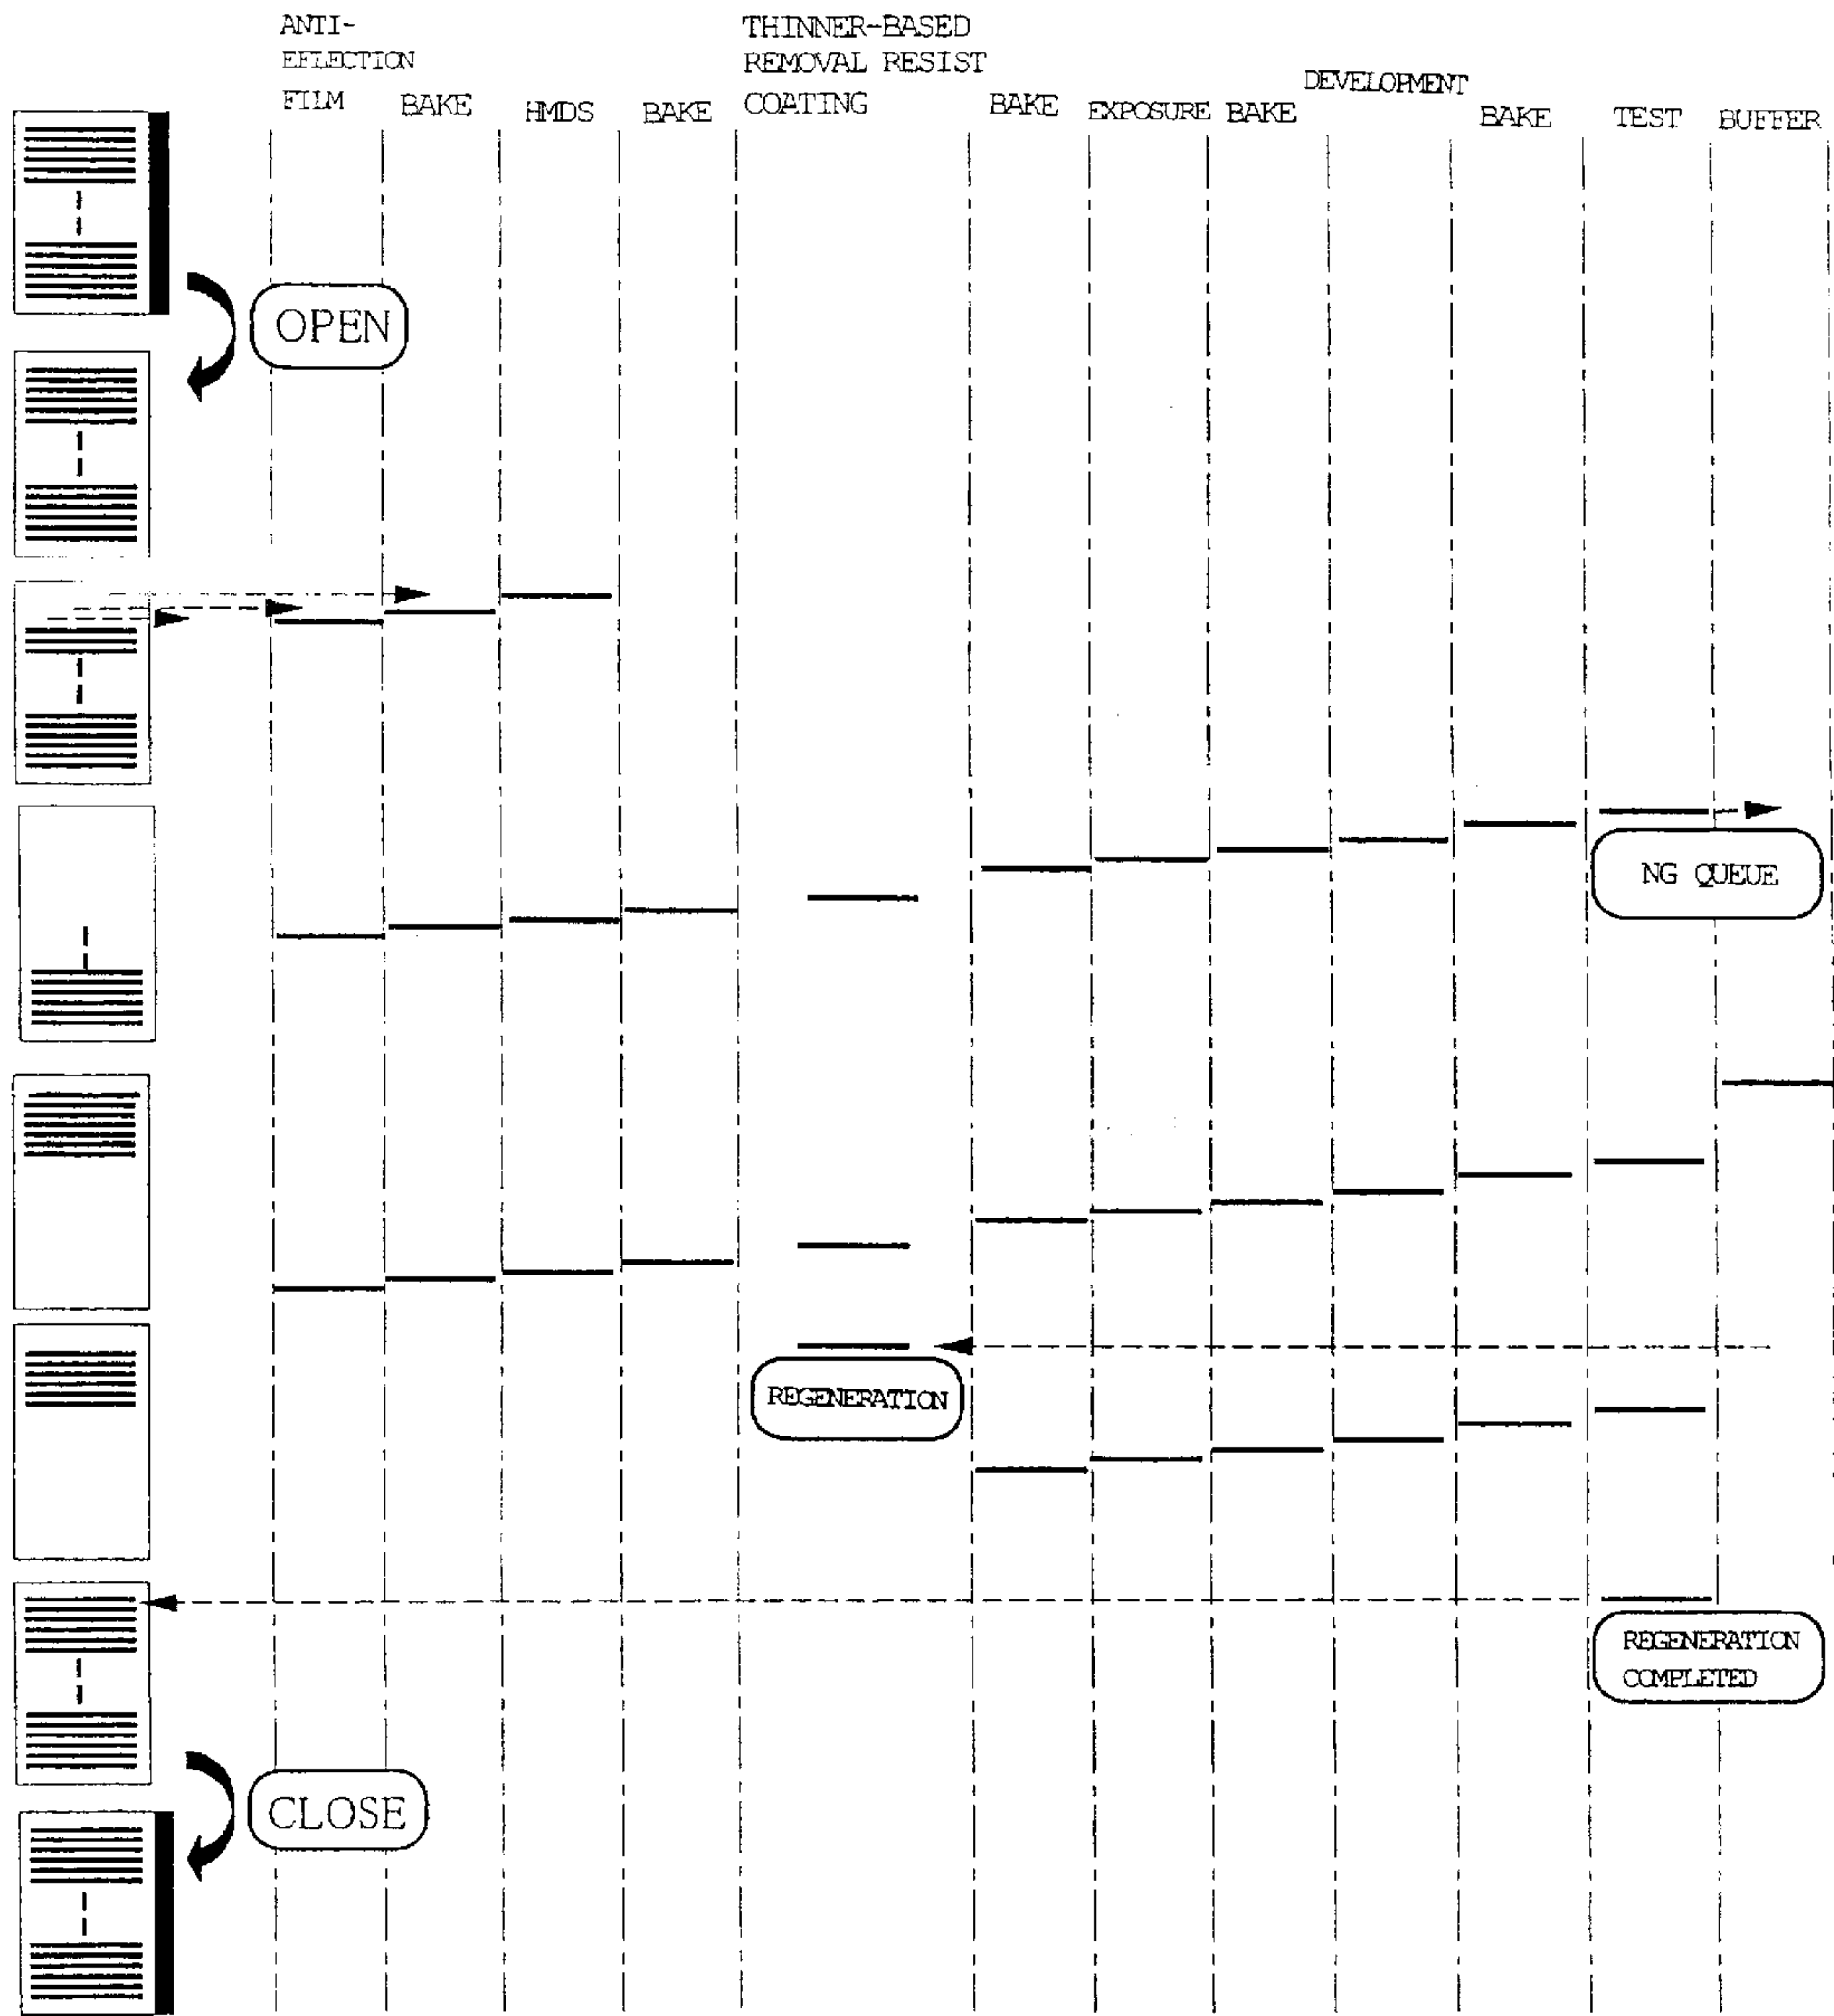 ANTI-
EFLECTION
FILM
BAKE
HMDS
BAKE
THINNER-BASED
REMOVAL RESIST
COATING
BAKE
EXPOSURE
BAKE
DEVELOPMENT
BAKE
TEST
BUFFER
OPEN
NG QUEUE
REGENERATION
REGENERATION
COMPLETED
CLOSE